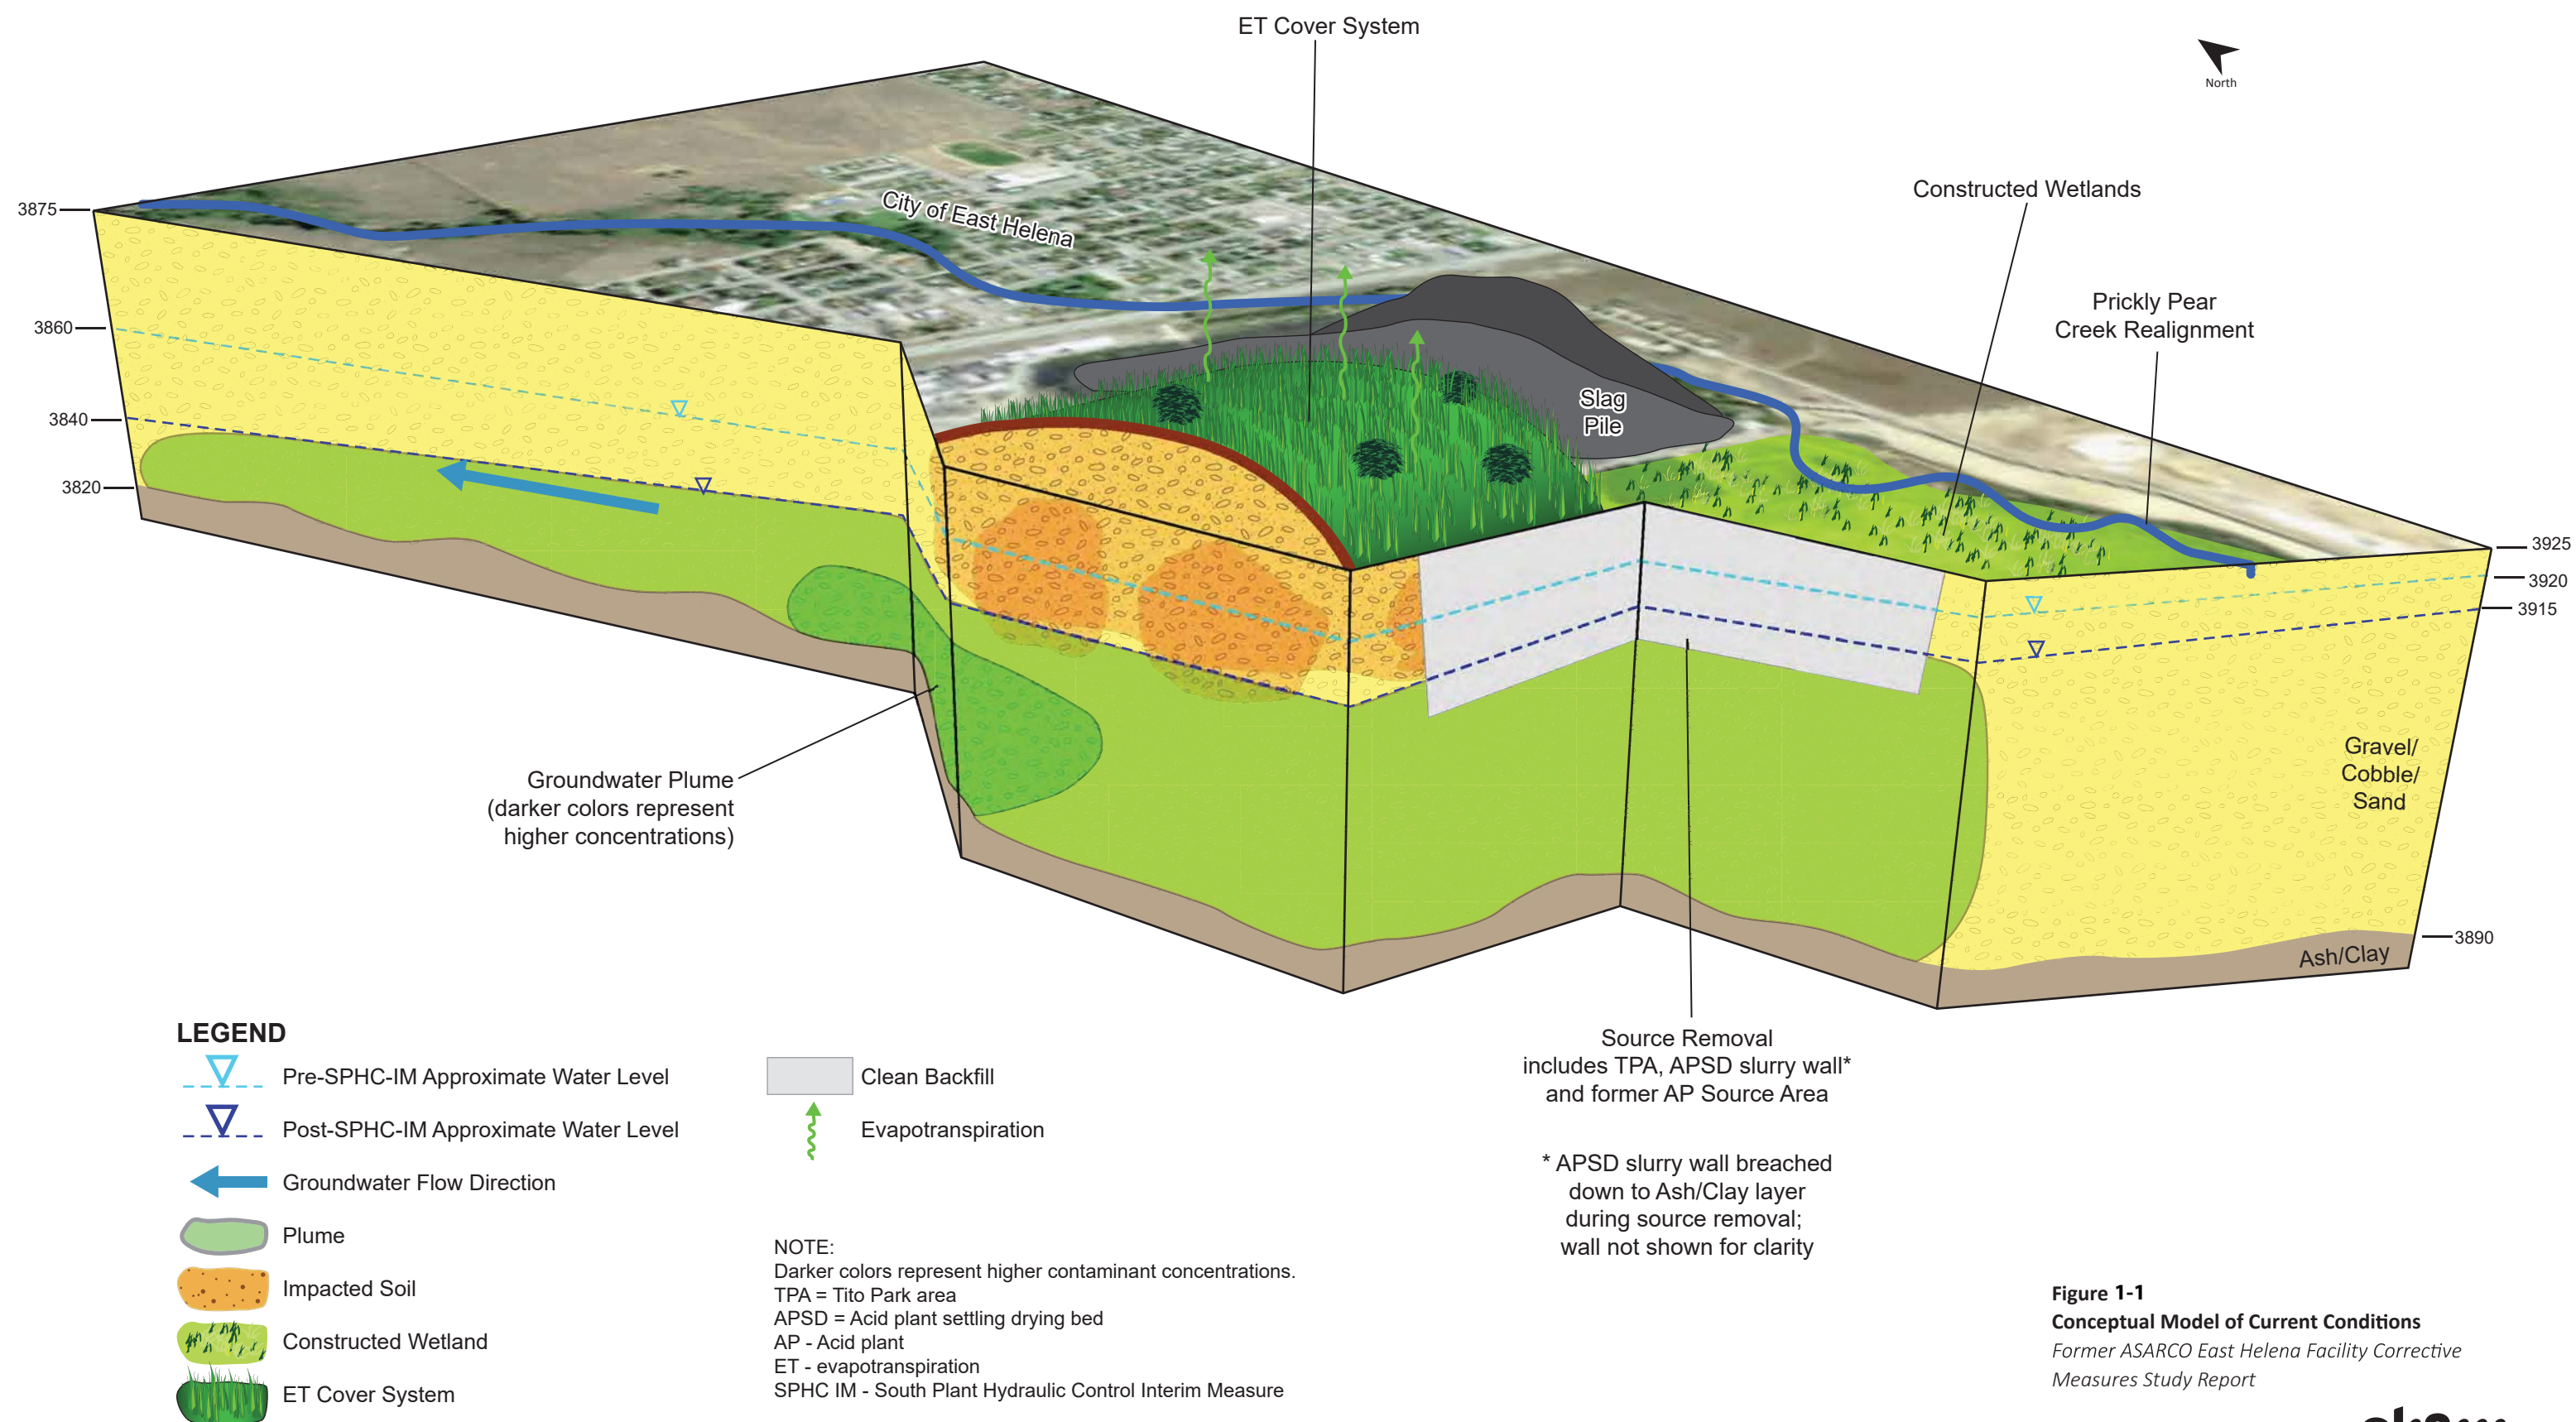 ET Cover System
North
Constructed Wetlands
Prickly Pear
Creek Realignment
City of East Helena
Slag
Pile
3875
3860
3840
3820
3925
3920
3915
3890
Gravel/
Cobble/
Sand
Ash/Clay
Groundwater Plume
(darker colors represent
higher concentrations)
Source Removal
includes TPA, APSD slurry wall*
and former AP Source Area
* APSD slurry wall breached
down to Ash/Clay layer
during source removal;
wall not shown for clarity
LEGEND
Pre-SPHC-IM Approximate Water Level
Post-SPHC-IM Approximate Water Level
Groundwater Flow Direction
Plume
Impacted Soil
Constructed Wetland
ET Cover System
Clean Backfill
Evapotranspiration
NOTE:
Darker colors represent higher contaminant concentrations.
TPA = Tito Park area
APSD = Acid plant settling drying bed
AP - Acid plant
ET - evapotranspiration
SPHC IM - South Plant Hydraulic Control Interim Measure
Figure 1-1
Conceptual Model of Current Conditions
Former ASARCO East Helena Facility Corrective
Measures Study Report